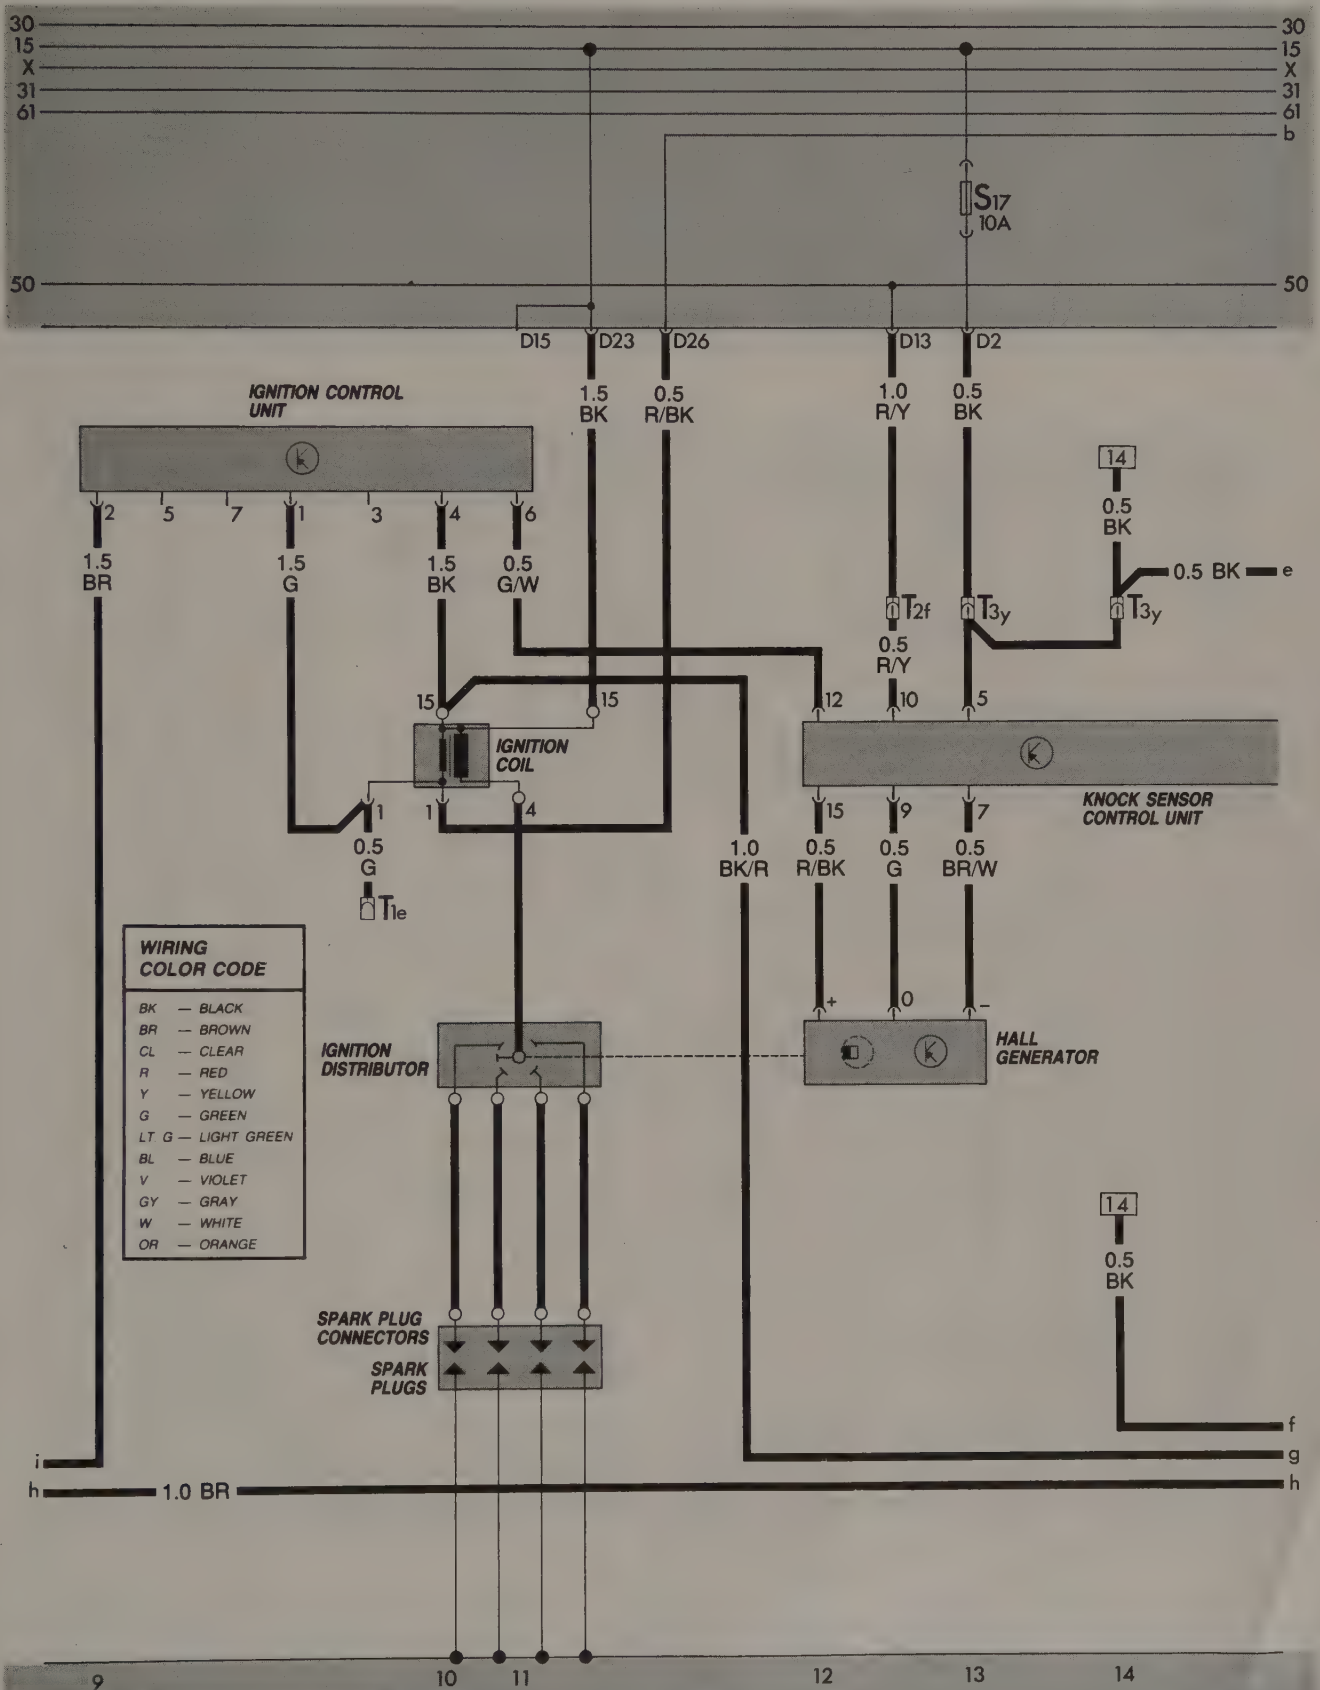 30 30
15 15
X X
31 31
61 61
b
S17
10A
50 50
D15 D23 D26 D13 D2
IGNITION CONTROL
UNIT
1.5 0.5 1.0 0.5
BK R/BK R/Y BK
14
2 5 7 1 3 4 6
0.5
BK
1.5 1.5 1.5 0.5
BR G BK G/W
0.5 BK e
T2f T3y T3y
0.5
R/Y
15 15 12 10 5
IGNITION
COIL
1 1 4 15 9 7
KNOCK SENSOR
CONTROL UNIT
0.5 1.0 0.5 0.5 0.5
G BK/R R/BK G BR/W
T1e
WIRING
COLOR CODE
BK — BLACK
BR — BROWN
CL — CLEAR
R — RED
Y — YELLOW
G — GREEN
LT G — LIGHT GREEN
BL — BLUE
V — VIOLET
GY — GRAY
W — WHITE
OR — ORANGE
+ 0 –
IGNITION
DISTRIBUTOR
HALL
GENERATOR
14
0.5
BK
SPARK PLUG
CONNECTORS
SPARK
PLUGS
f
i g
h 1.0 BR h
9 10 11 12 13 14